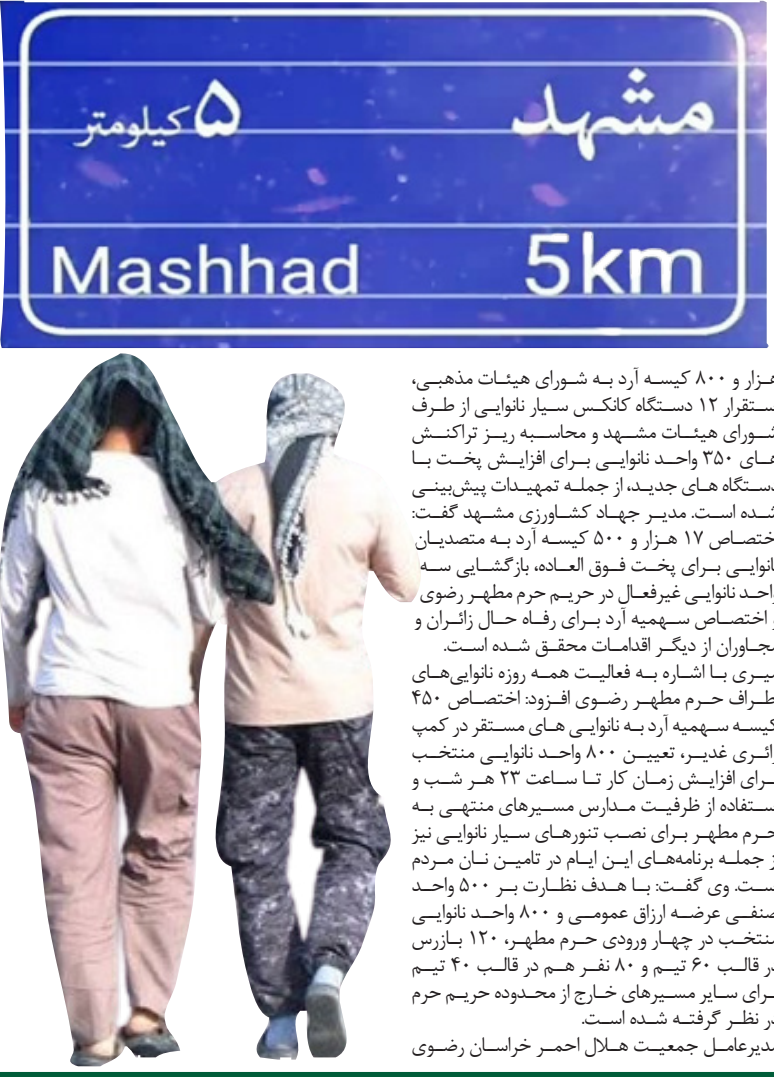 مشهد ۵ کیلومتر
Mashhad 5km
هزار و ۸۰۰ کیسه آرد به شورای هیئات مذهبی،
ستقرار ۱۲ دستگاه کانکس سیار نانوایی از طرف
شورای هیئات مشهد و محاسبه ریز تراکنش
های ۳۵۰ واحد نانوایی برای افزایش پخت با
دستگاه های جدید، از جمله تمهیدات پیش‌بینی
شده است. مدیر جهاد کشاورزی مشهد گفت:
ختصاص ۱۷ هزار و ۵۰۰ کیسه آرد به متصدیان
نانوایی برای پخت فوق العاده، بازگشایی سه
واحد نانوایی غیرفعال در حریم حرم مطهر رضوی
و اختصاص سهمیه آرد برای رفاه حال زائران و
مجاوران از دیگر اقدامات محقق شده است.
میری با اشاره به فعالیت همه روزه نانوایی‌های
طراف حرم مطهر رضوی افزود: اختصاص ۴۵۰
کیسه سهمیه آرد به نانوایی های مستقر در کمپ
زائری غدیر، تعیین ۸۰۰ واحد نانوایی منتخب
برای افزایش زمان کار تا ساعت ۲۳ هر شب و
ستفاده از ظرفیت مدارس مسیرهای منتهی به
حرم مطهر برای نصب تنورهای سیار نانوایی نیز
ز جمله برنامه‌های این ایام در تامین نان مردم
ست. وی گفت: با هدف نظارت بر ۵۰۰ واحد
صنفی عرضه ارزاق عمومی و ۸۰۰ واحد نانوایی
منتخب در چهار ورودی حرم مطهر، ۱۲۰ بازرس
در قالب ۶۰ تیم و ۸۰ نفر هم در قالب ۴۰ تیم
برای سایر مسیرهای خارج از محدوده حریم حرم
در نظر گرفته شده است.
مدیرعامل جمعیت هلال احمر خراسان رضوی